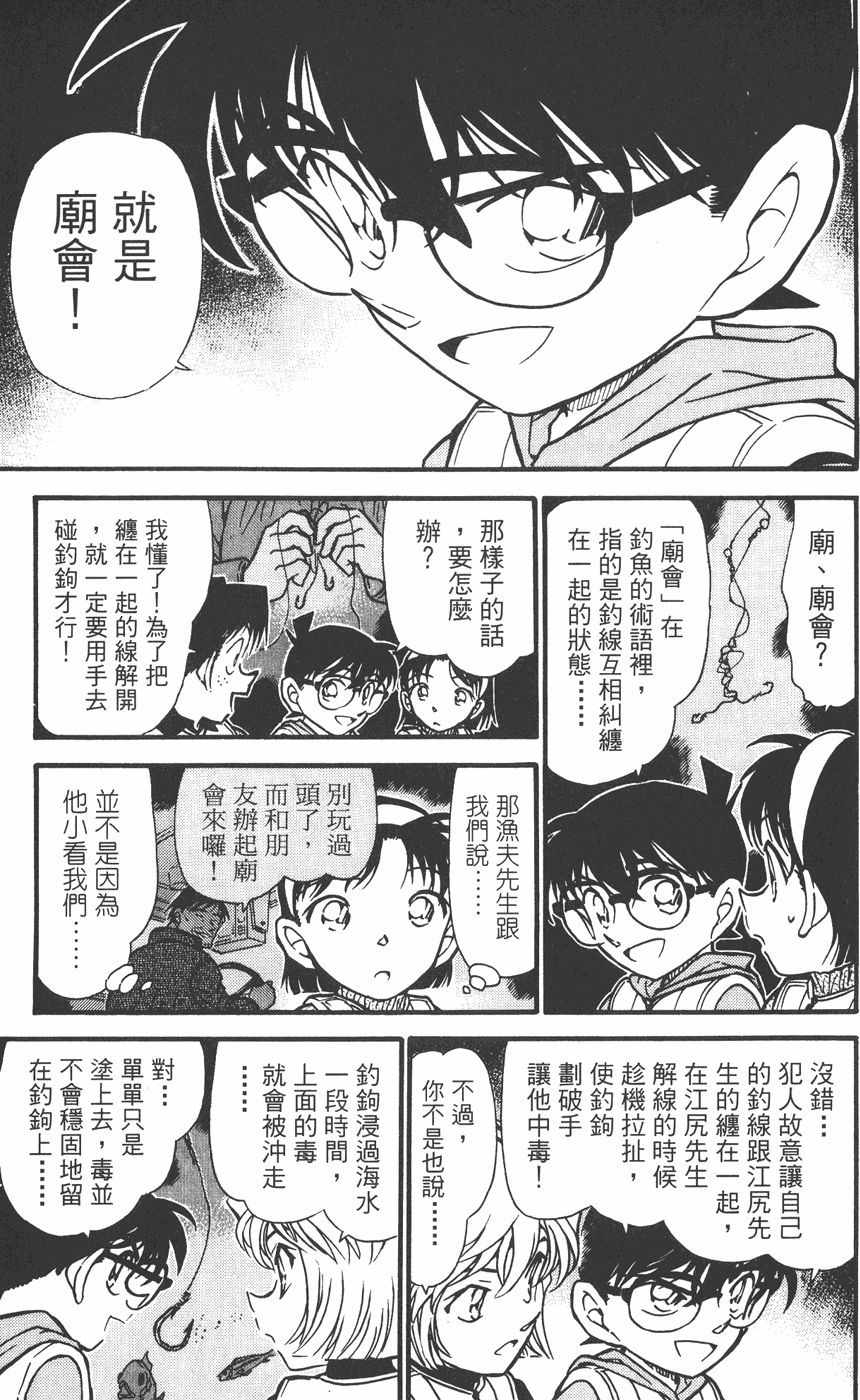 就是
廟會！
廟、廟會？
「廟會」在
釣魚的術語裡，
指的是釣線互相糾纏
在一起的狀態……
那樣子的話
，要怎麼
辦？
我懂了！為了把
纏在一起的線解開
，就一定要用手去
碰釣鉤才行！
那漁夫先生跟
我們說……
別玩過
頭了，
而和朋
友辦起廟
會來囉！
並不是因為
他小看我們……
沒錯…
犯人故意讓自己
的釣線跟江尻先
生的纏在一起，
在江尻先生
解線的時候
趁機拉扯，
使釣鉤
劃破手
讓他中毒！
不過，
你不是也說……
釣鉤浸過海水
一段時間，
上面的毒
就會被沖走
……
對…
單單只是
塗上去，毒並
不會穩固地留
在釣鉤上……